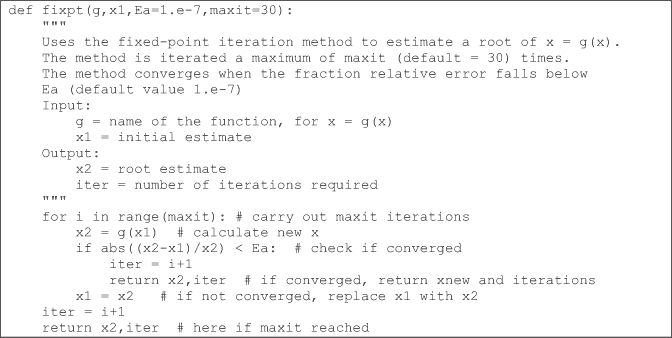 def fixpt(g,x1,Ea=1.e-7,maxit=30):
    """
    Uses the fixed-point iteration method to estimate a root of x = g(x).
    The method is iterated a maximum of maxit (default = 30) times.
    The method converges when the fraction relative error falls below
    Ea (default value 1.e-7)
    Input:
        g = name of the function, for x = g(x)
        x1 = initial estimate
    Output:
        x2 = root estimate
        iter = number of iterations required
    """
    for i in range(maxit): # carry out maxit iterations
        x2 = g(x1)  # calculate new x
        if abs((x2-x1)/x2) < Ea:  # check if converged
            iter = i+1
            return x2,iter  # if converged, return xnew and iterations
        x1 = x2   # if not converged, replace x1 with x2
    iter = i+1
    return x2,iter  # here if maxit reached